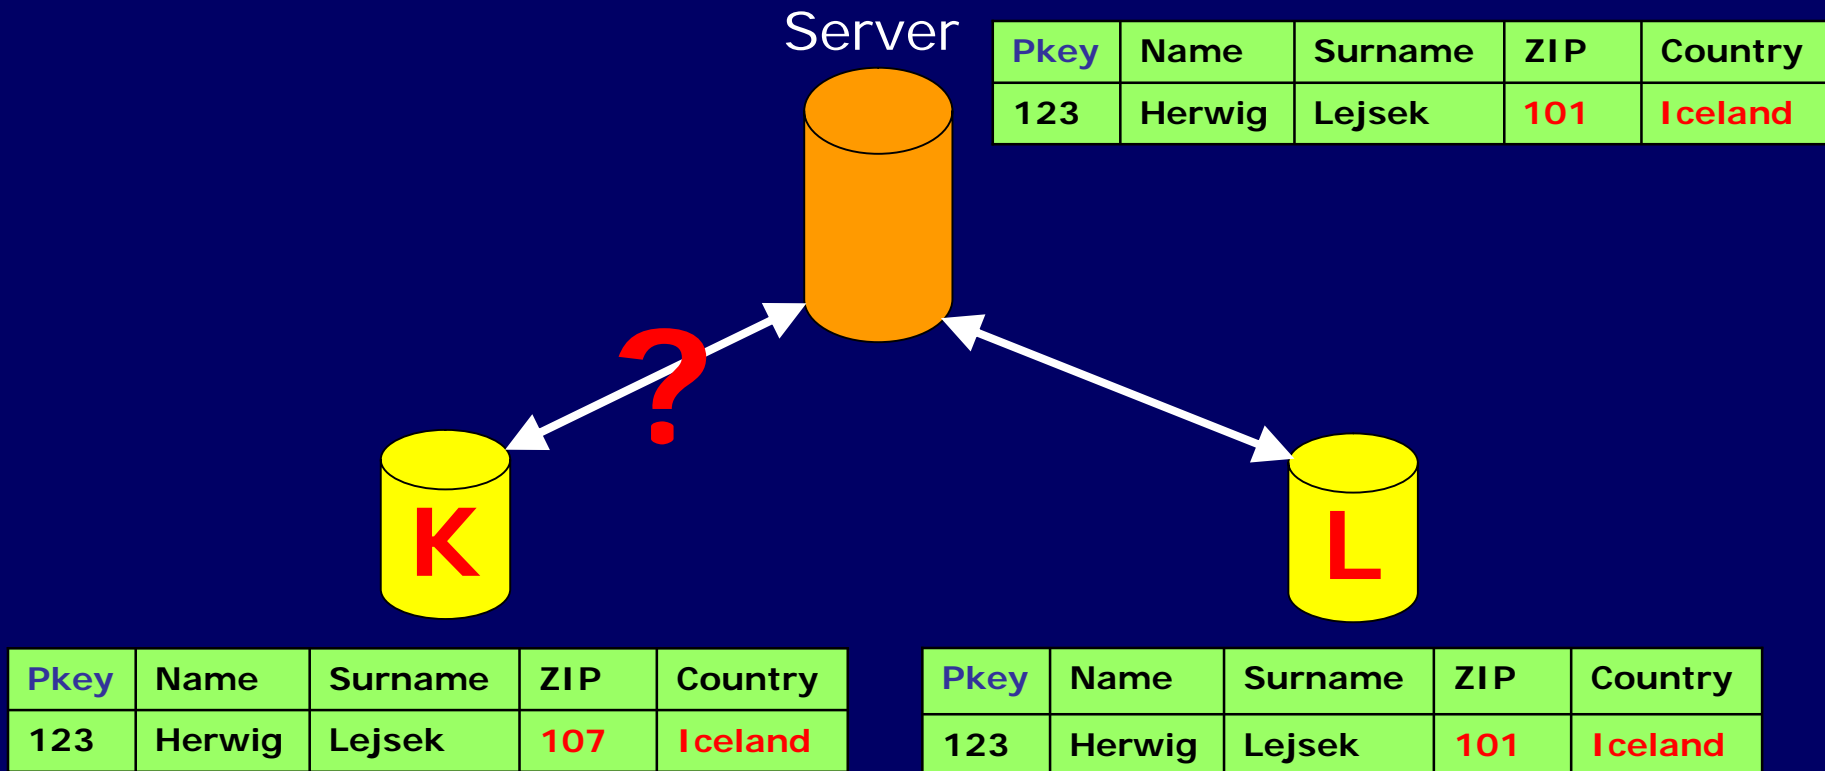 Server
Pkey Name Surname ZIP Country
123 Herwig Lejsek 101 Iceland
?
K
L
Pkey Name Surname ZIP Country
123 Herwig Lejsek 107 Iceland
Pkey Name Surname ZIP Country
123 Herwig Lejsek 101 Iceland